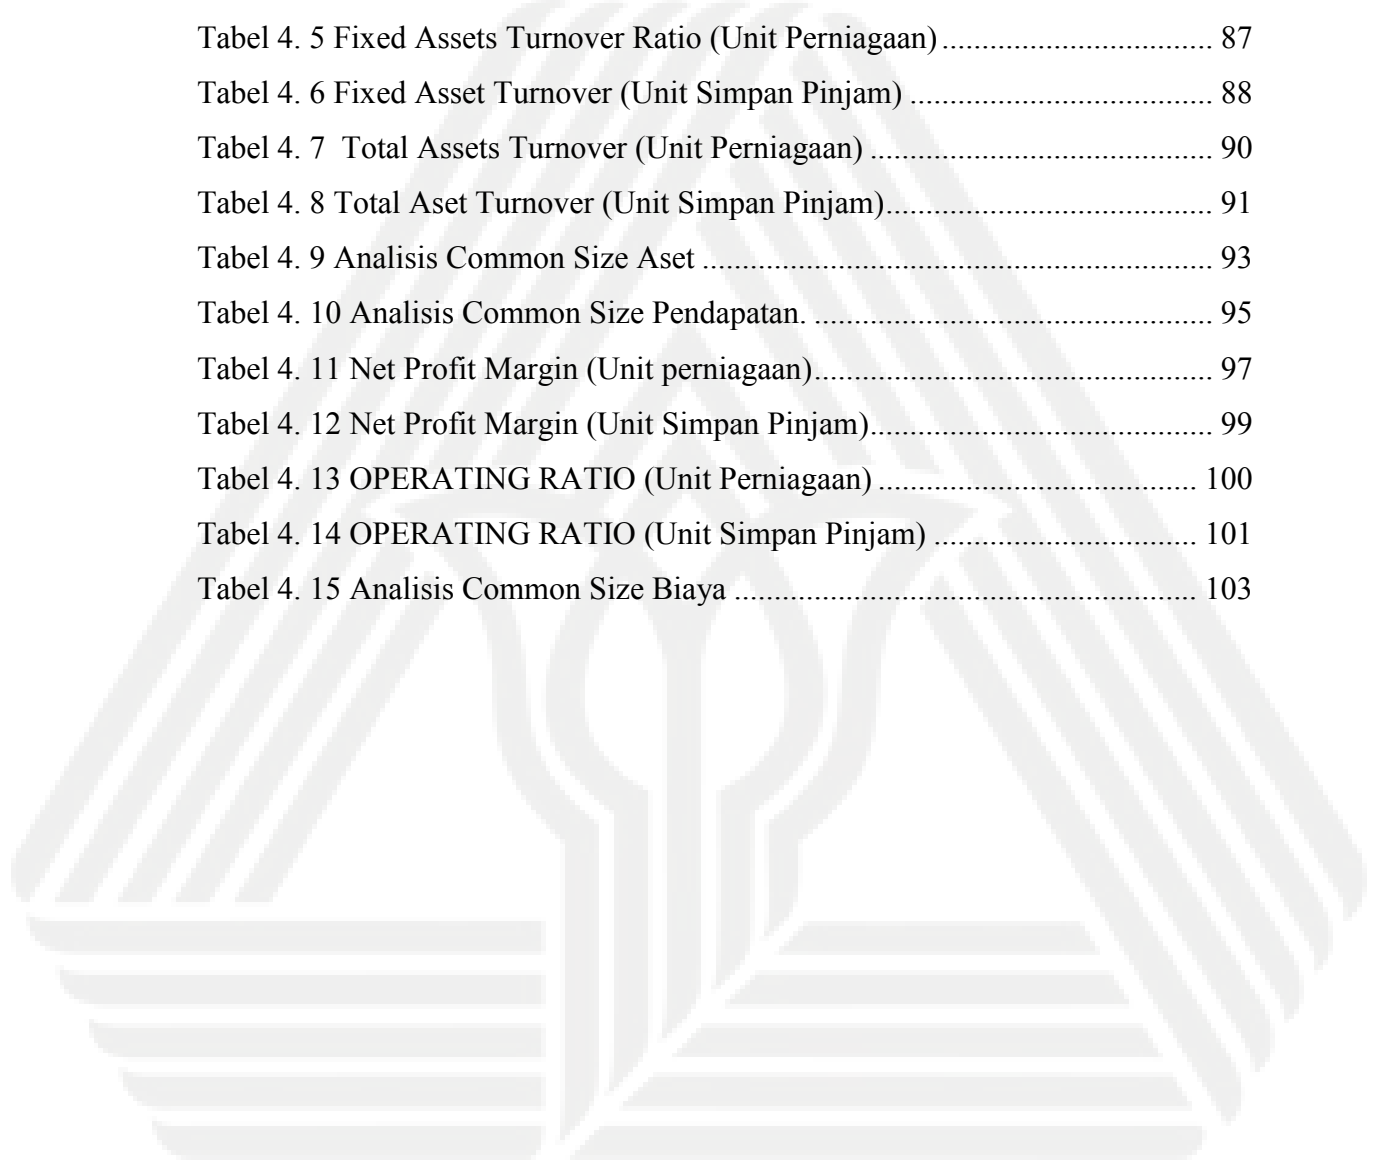 Tabel 4. 5 Fixed Assets Turnover Ratio (Unit Perniagaan) .................................. 87
Tabel 4. 6 Fixed Asset Turnover (Unit Simpan Pinjam) ...................................... 88
Tabel 4. 7  Total Assets Turnover (Unit Perniagaan) ........................................... 90
Tabel 4. 8 Total Aset Turnover (Unit Simpan Pinjam)......................................... 91
Tabel 4. 9 Analisis Common Size Aset ................................................................ 93
Tabel 4. 10 Analisis Common Size Pendapatan. .................................................. 95
Tabel 4. 11 Net Profit Margin (Unit perniagaan).................................................. 97
Tabel 4. 12 Net Profit Margin (Unit Simpan Pinjam)........................................... 99
Tabel 4. 13 OPERATING RATIO (Unit Perniagaan) ........................................ 100
Tabel 4. 14 OPERATING RATIO (Unit Simpan Pinjam) ................................. 101
Tabel 4. 15 Analisis Common Size Biaya .......................................................... 103